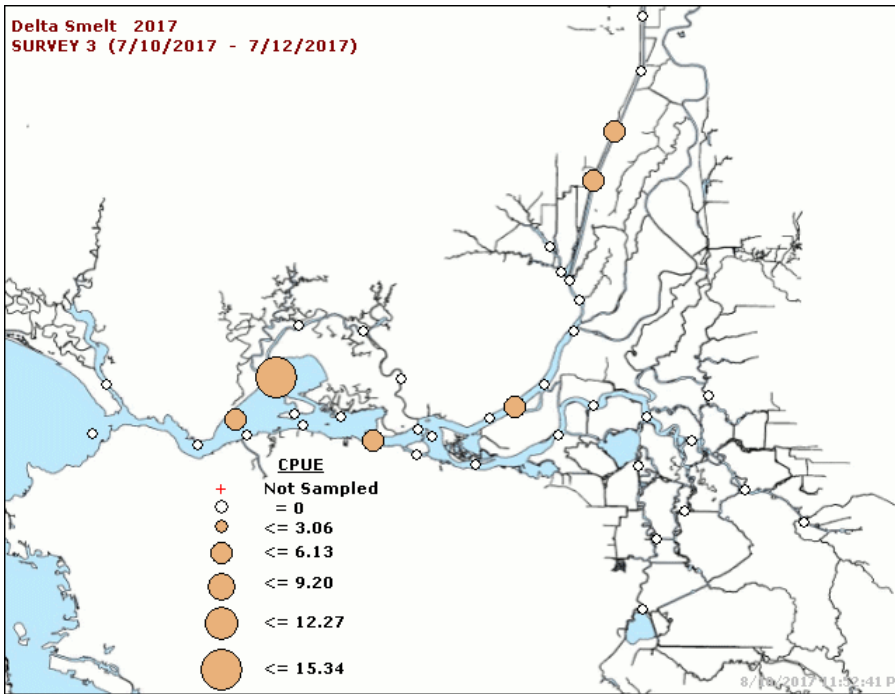 Delta Smelt 2017
SURVEY 3 (7/10/2017 - 7/12/2017)
CPUE
Not Sampled
= 0
<= 3.06
<= 6.13
<= 9.20
<= 12.27
<= 15.34